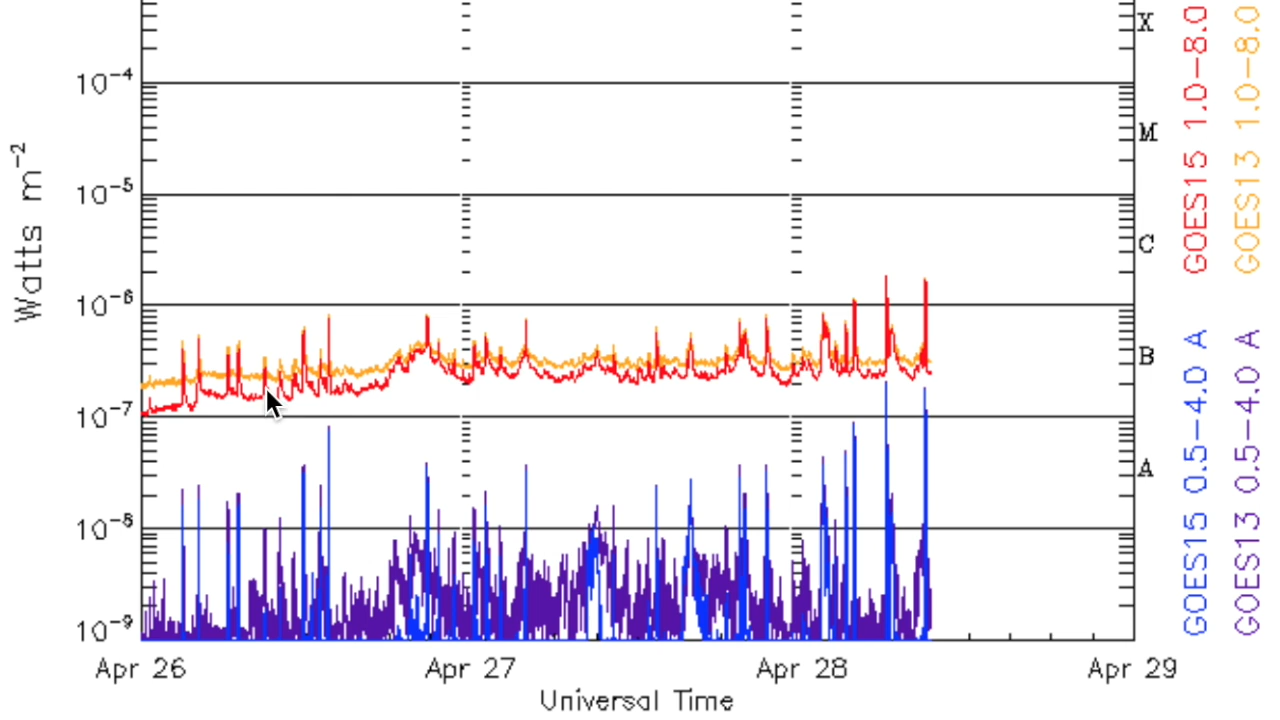 X
10−4
M
10−5
C
10−6
B
10−7
A
10−8
10−9
Watts m−2
Apr 26
Apr 27
Apr 28
Apr 29
Universal Time
GOES15 1.0−8.0
GOES13 1.0−8.0
GOES15 0.5−4.0 A
GOES13 0.5−4.0 A